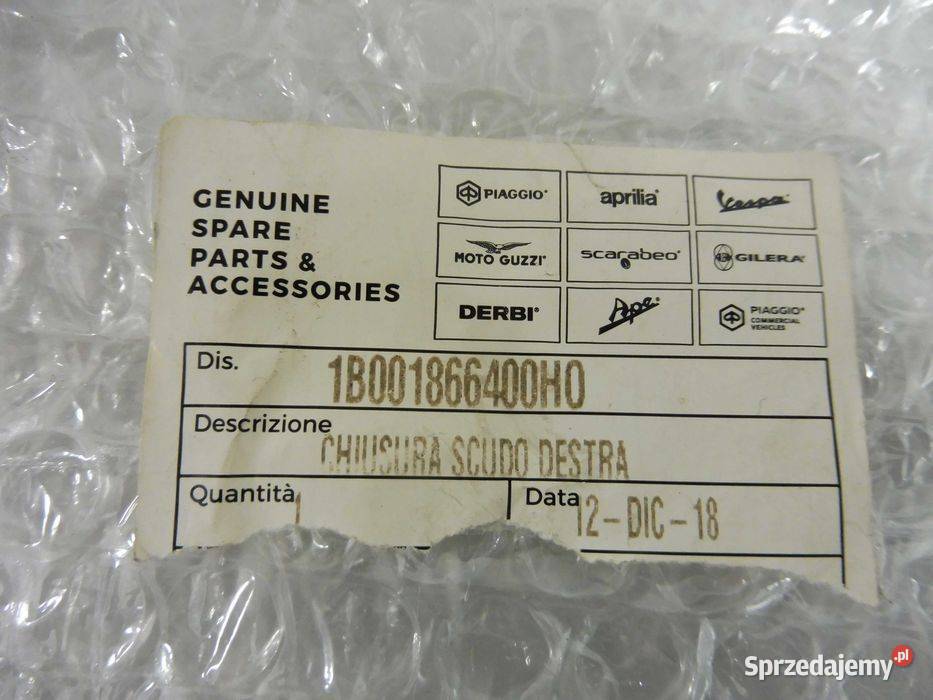 GENUINE
SPARE
PARTS &
ACCESSORIES
PIAGGIO®
aprilia®
Vespa
MOTO GUZZI®
scarabeo®
GILERA®
DERBI®
Ape®
PIAGGIO®
COMMERCIAL
VEHICLES
Dis. 1B001866400H0
Descrizione
CHIUSURA SCUDO DESTRA
Quantità 1
Data 12-DIC-18
Sprzedajemy.pl